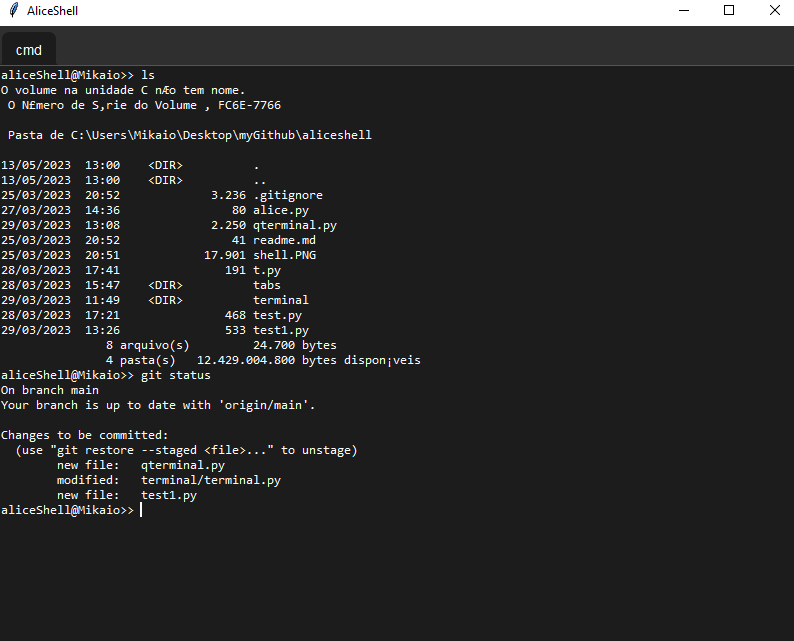 AliceShell
cmd
aliceShell@Mikaio>> ls
O volume na unidade C nÆo tem nome.
 O N£mero de S‚rie do Volume , FC6E-7766

 Pasta de C:\Users\Mikaio\Desktop\myGithub\aliceshell

13/05/2023  13:00    <DIR>          .
13/05/2023  13:00    <DIR>          ..
25/03/2023  20:52             3.236 .gitignore
27/03/2023  14:36                80 alice.py
29/03/2023  13:08             2.250 qterminal.py
25/03/2023  20:52                41 readme.md
25/03/2023  20:51            17.901 shell.PNG
28/03/2023  17:41               191 t.py
28/03/2023  15:47    <DIR>          tabs
29/03/2023  11:49    <DIR>          terminal
28/03/2023  17:21               468 test.py
29/03/2023  13:26               533 test1.py
               8 arquivo(s)         24.700 bytes
               4 pasta(s)   12.429.004.800 bytes dispon¡veis
aliceShell@Mikaio>> git status
On branch main
Your branch is up to date with 'origin/main'.

Changes to be committed:
  (use "git restore --staged <file>..." to unstage)
        new file:   qterminal.py
        modified:   terminal/terminal.py
        new file:   test1.py
aliceShell@Mikaio>>